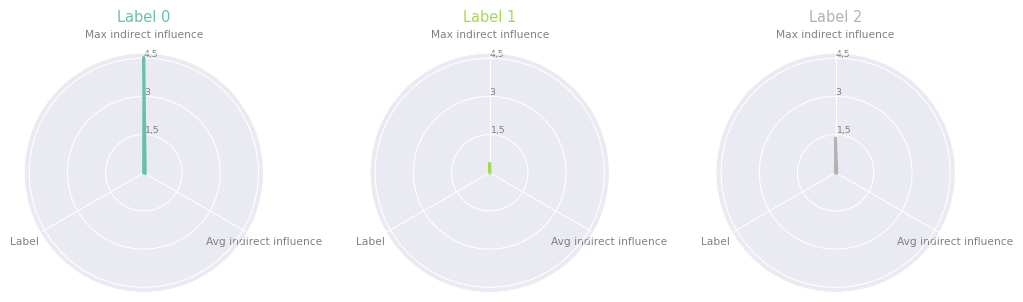 Label 0
Max indirect influence
4,5
3
1,5
Label
Avg indirect influence
Label 1
Max indirect influence
4,5
3
1,5
Label
Avg indirect influence
Label 2
Max indirect influence
4,5
3
1,5
Label
Avg indirect influence